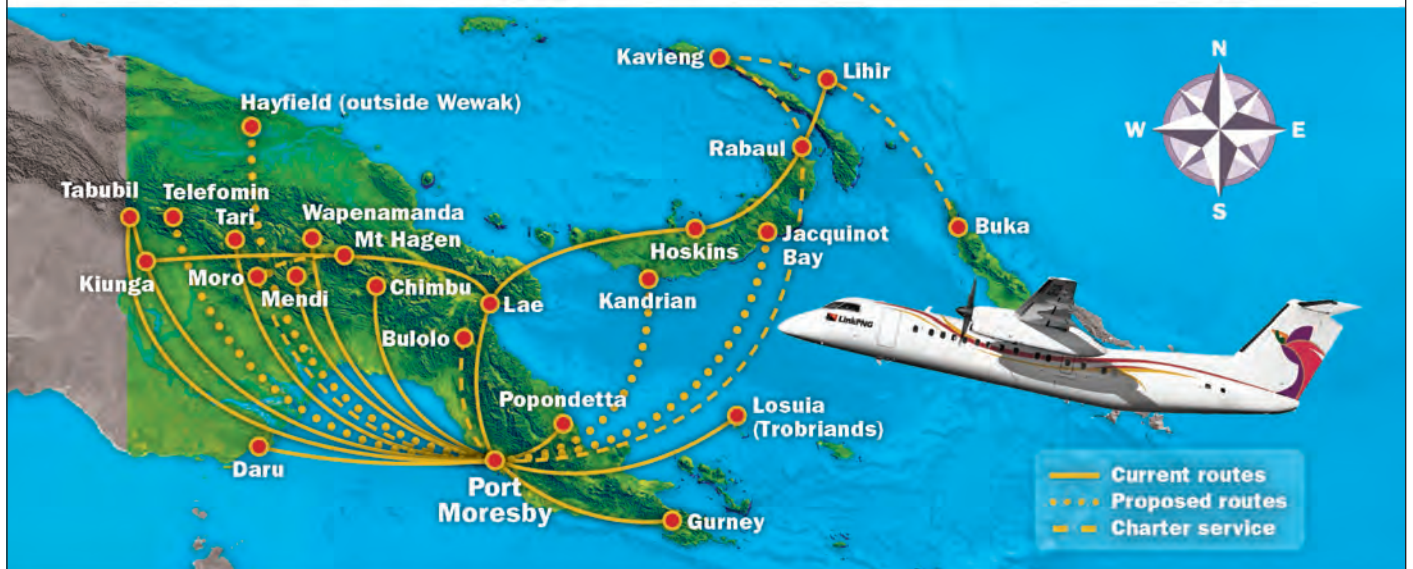 Kavieng
Lihir
N
Hayfield (outside Wewak)
W
E
Rabaul
Tabubil
Telefomin
Tari
Wapenamanda
Mt Hagen
S
Hoskins
Jacquinot
Bay
Buka
Kiunga
Moro
Mendi
Chimbu
Lae
Kandrian
LinkPNG
Bulolo
Popondetta
Losuia
(Trobriands)
Daru
Port
Moresby
Gurney
Current routes
Proposed routes
Charter service